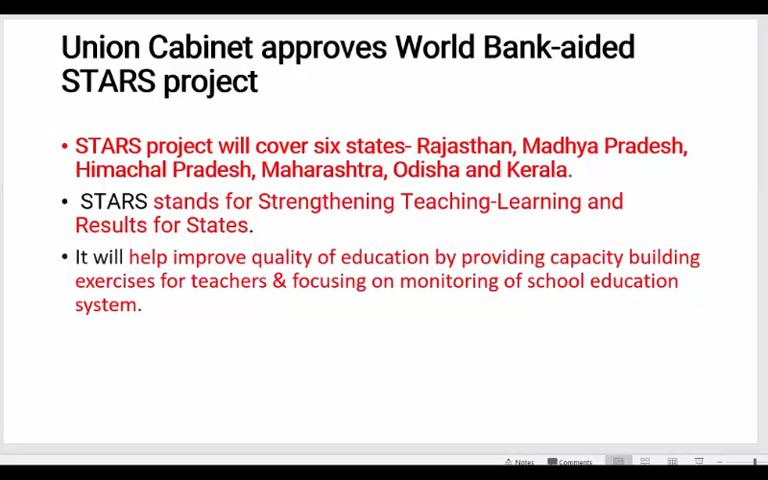 Union Cabinet approves World Bank-aided
STARS project
• STARS project will cover six states- Rajasthan, Madhya Pradesh,
Himachal Pradesh, Maharashtra, Odisha and Kerala.
• STARS stands for Strengthening Teaching-Learning and
Results for States.
• It will help improve quality of education by providing capacity building
exercises for teachers & focusing on monitoring of school education
system.
Notes Comments